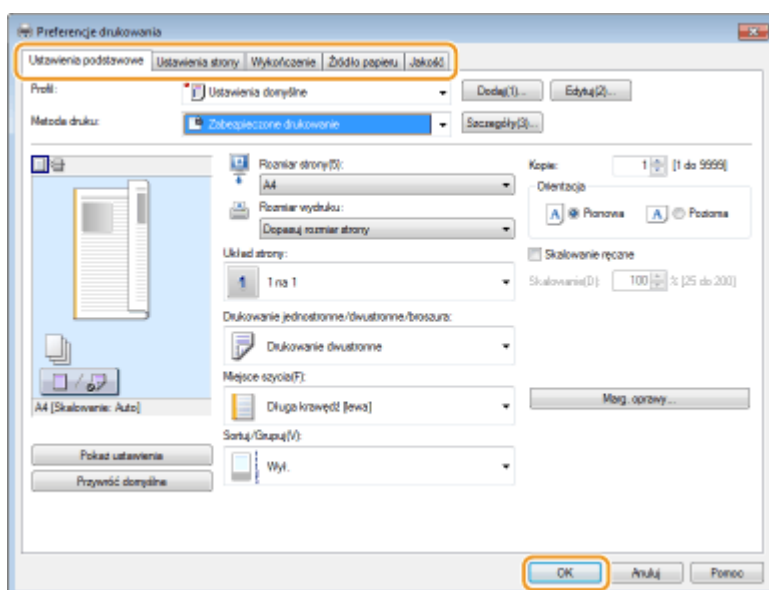 Preferencje drukowania
Ustawienia podstawowe Ustawienia strony Wykończenie Źródło papieru Jakość
Profil: Ustawienia domyślne Dodaj(1)... Edytuj(2)...
Metoda druku: Zabezpieczone drukowanie Szczegóły(3)...
Rozmiar strony(5): Kopie: 1 [1 do 9999]
A4 Orientacja
Rozmiar wydruku: A Pionowa A Pozioma
Dopasuj rozmiar strony
Układ strony: Skalowanie ręczne
1 1 na 1 Skalowanie(D): 100 % [25 do 200]
Drukowanie jednostronne/dwustronne/broszura:
Drukowanie dwustronne
Miejsce szycia(F):
A4 [Skalowanie: Auto] Długa krawędź [lewa] Marg. oprawy...
Sortuj/Grupuj(V):
Pokaż ustawienia Wył.
Przywróć domyślne
OK Anuluj Pomoc